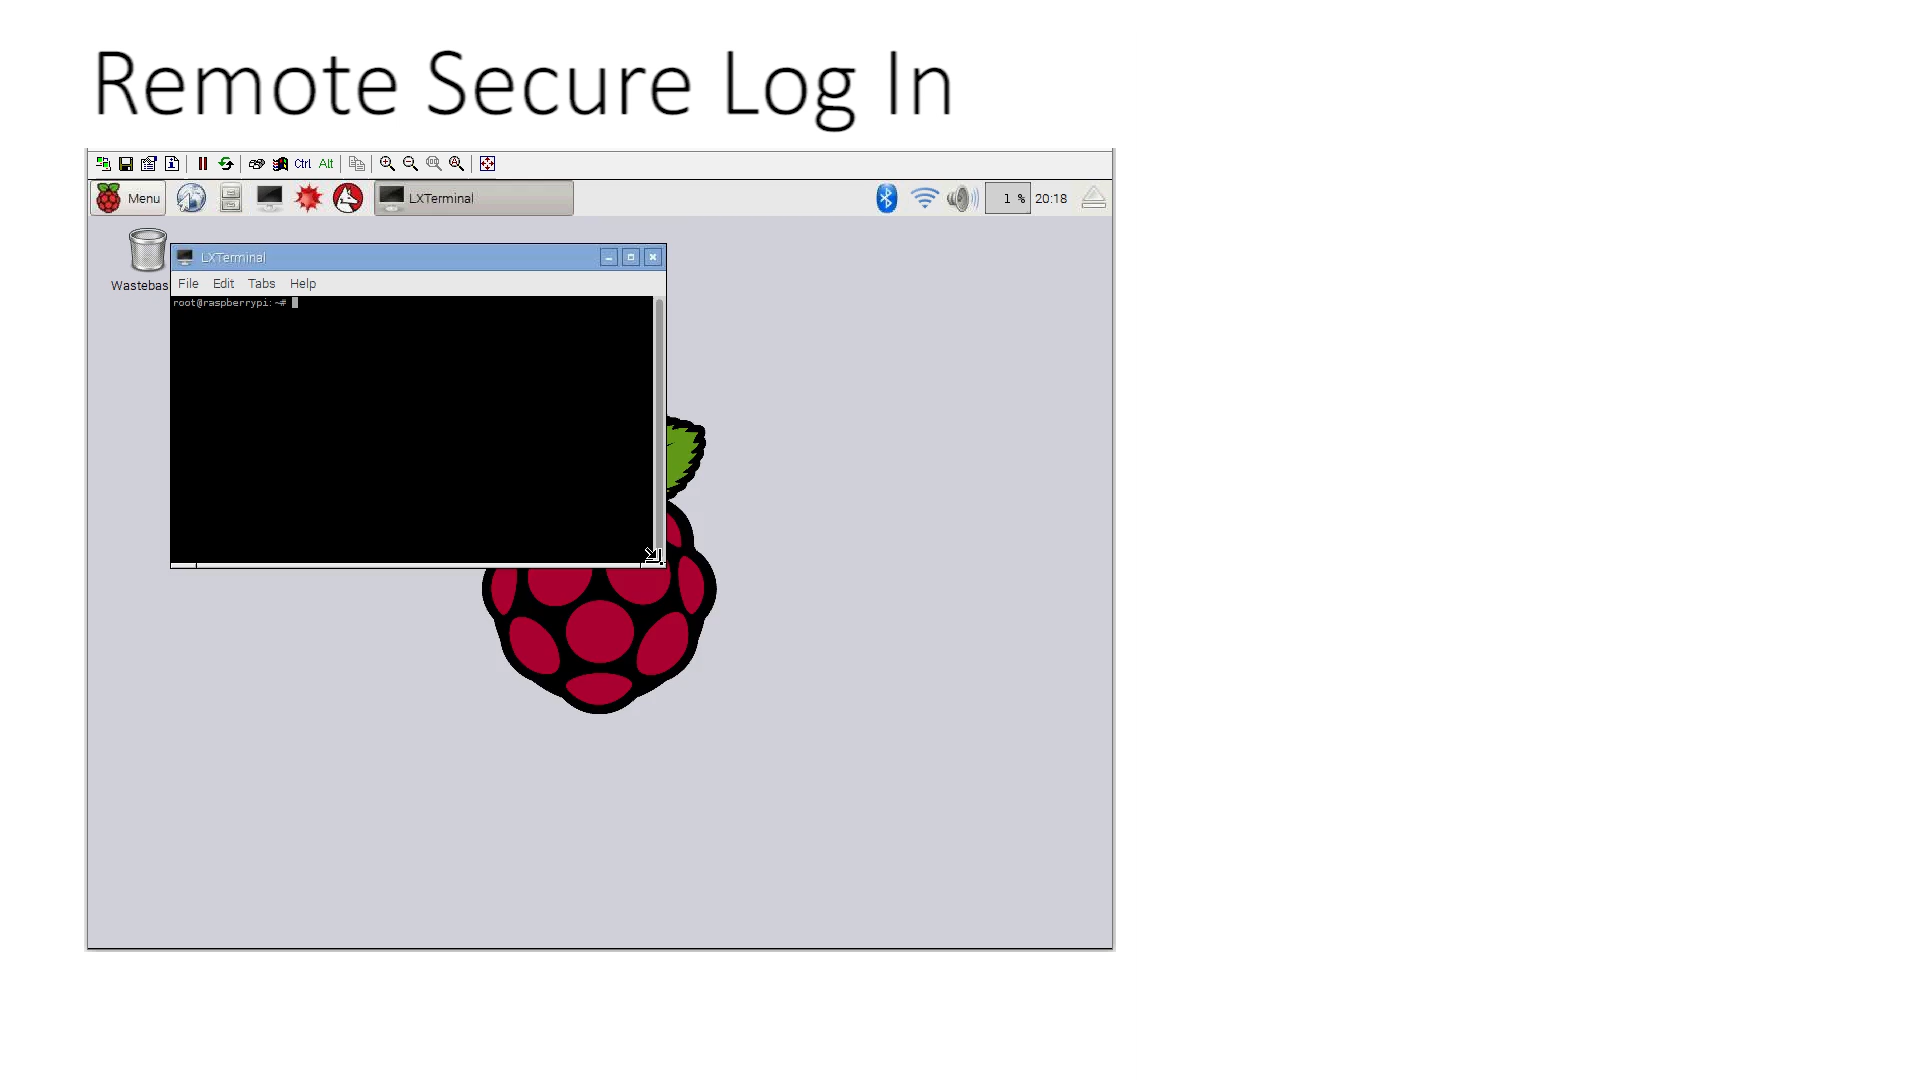 Remote Secure Log In
Ctrl Alt
Menu LXTerminal 1 % 20:18
Wastebas
LXTerminal
File Edit Tabs Help
root@raspberrypi:~#